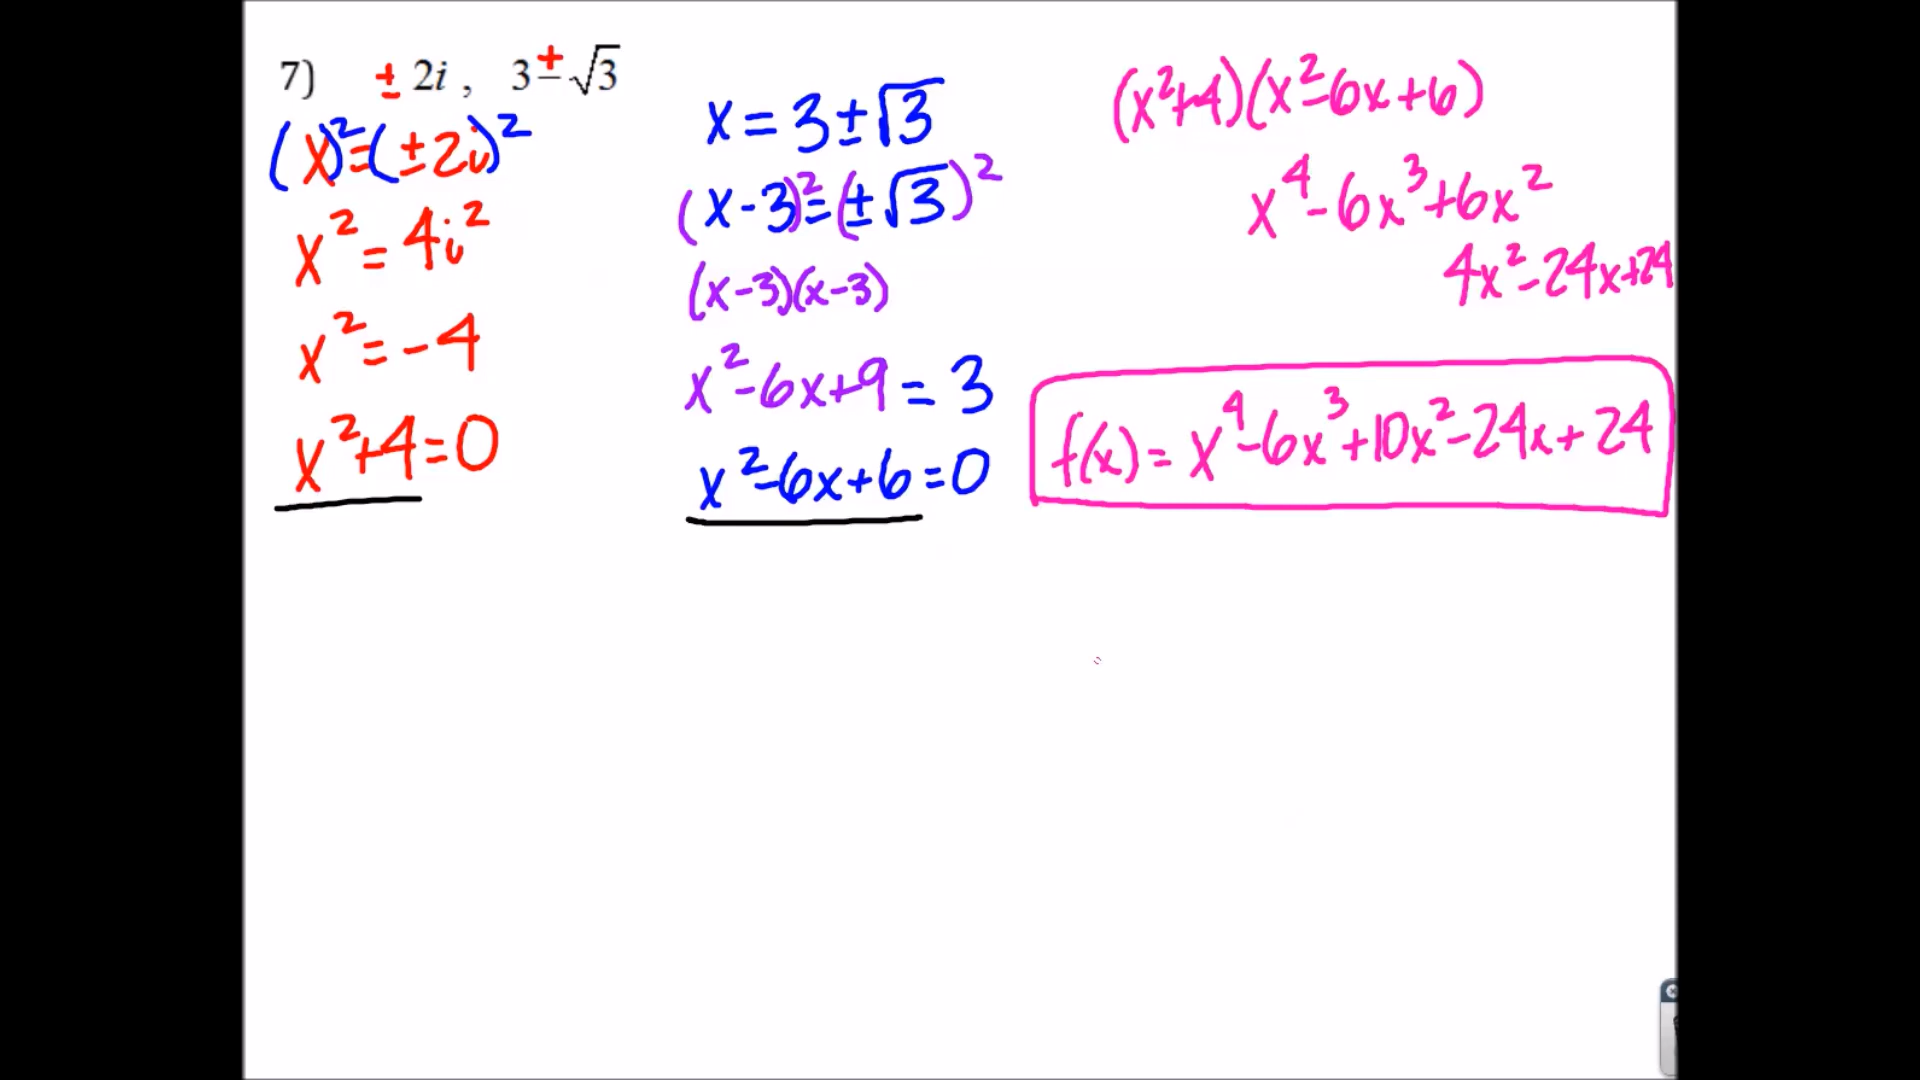 7) ± 2i , 3 ± √3
(x)² = (± 2i)²
x² = 4i²
x² = -4
x² + 4 = 0
x = 3 ± √3
(x - 3)² = (± √3)²
(x - 3)(x - 3)
x² - 6x + 9 = 3
x² - 6x + 6 = 0
(x² + 4)(x² - 6x + 6)
x⁴ - 6x³ + 6x²
4x² - 24x + 24
f(x) = x⁴ - 6x³ + 10x² - 24x + 24